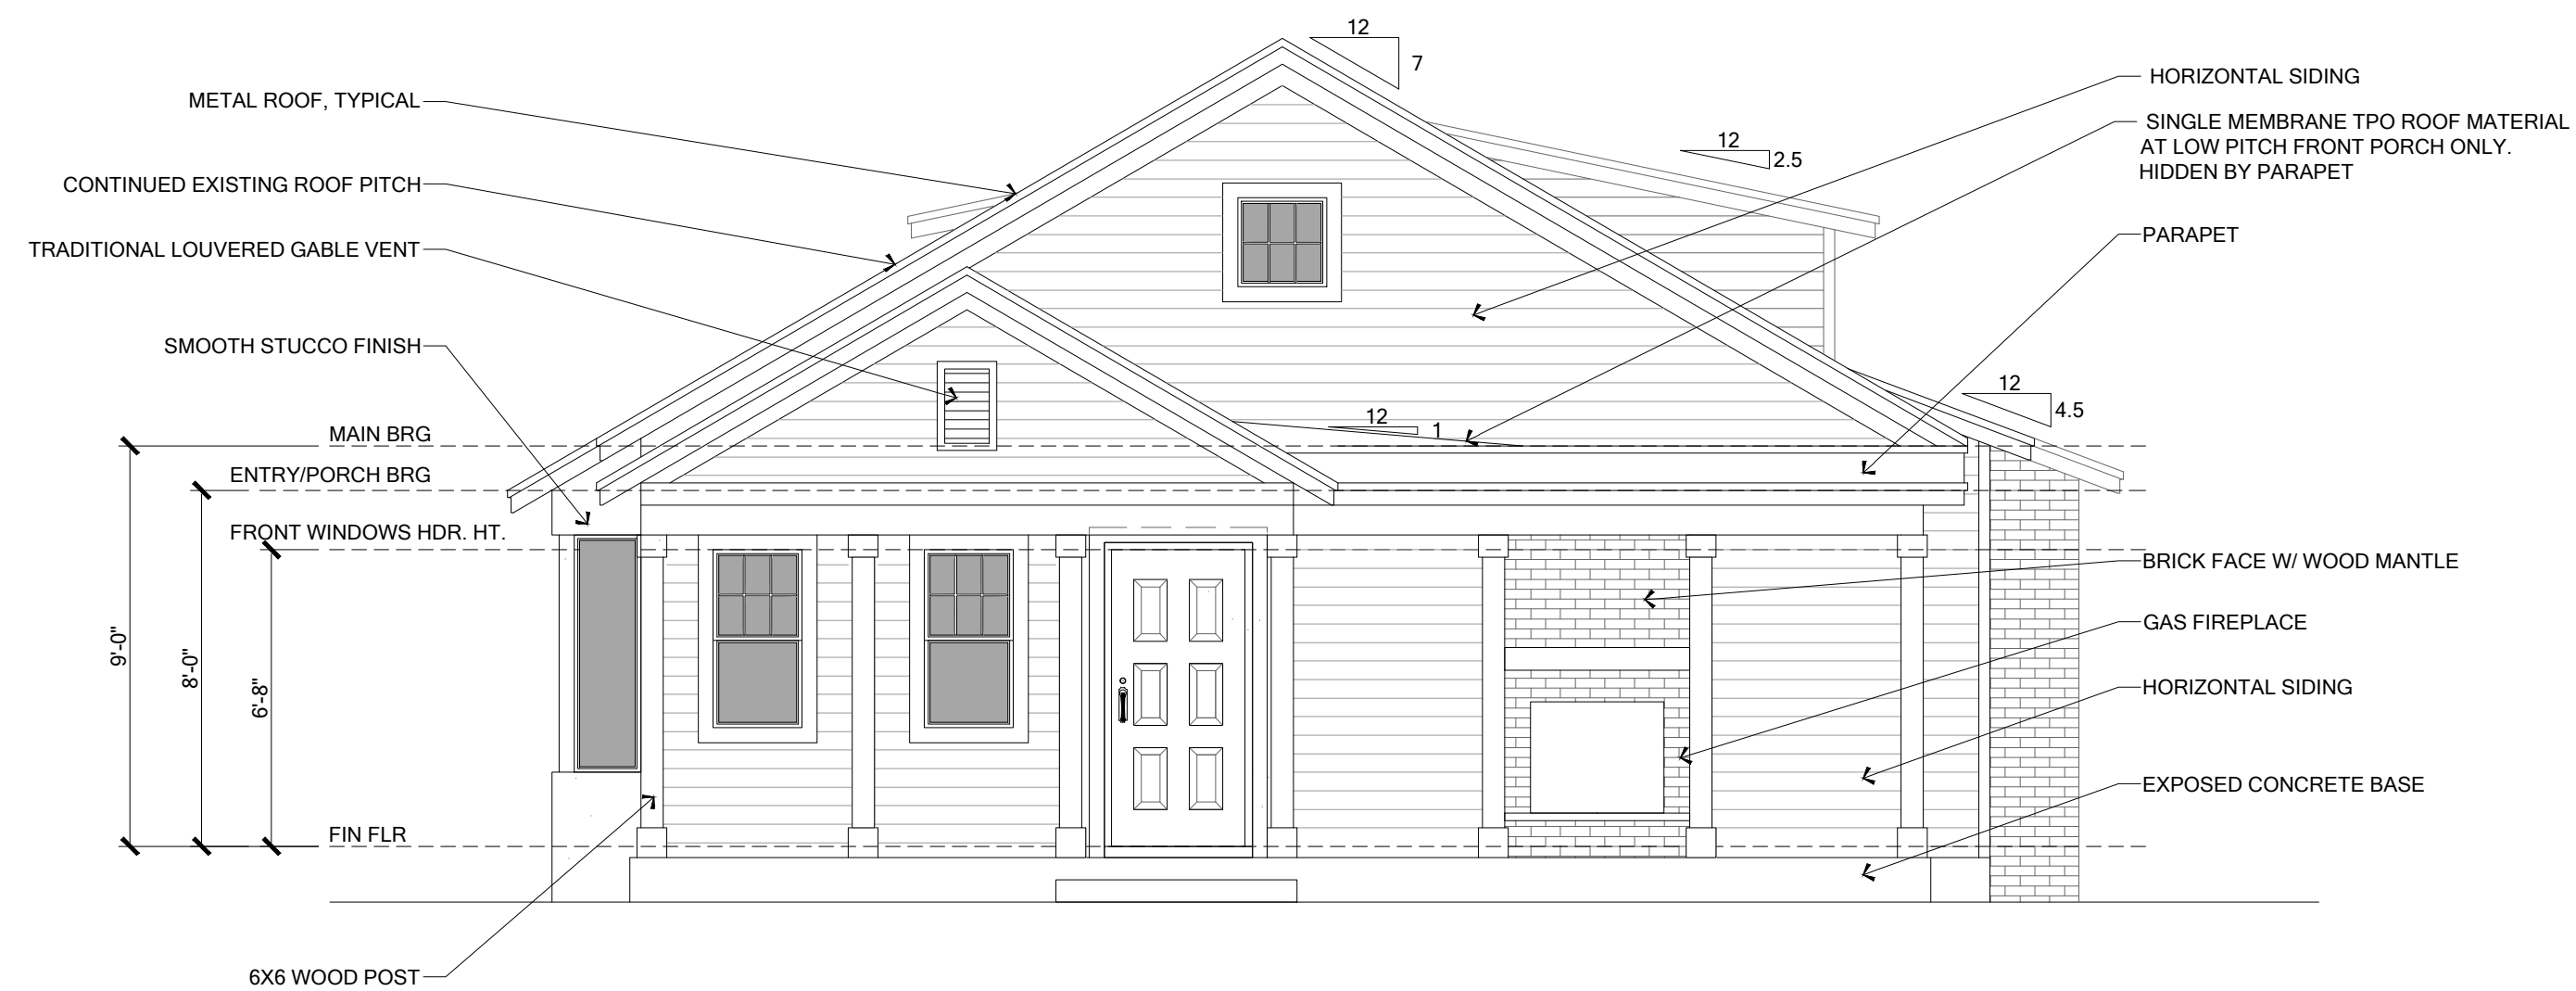 12
7
METAL ROOF, TYPICAL
HORIZONTAL SIDING
SINGLE MEMBRANE TPO ROOF MATERIAL
AT LOW PITCH FRONT PORCH ONLY.
HIDDEN BY PARAPET
12
2.5
CONTINUED EXISTING ROOF PITCH
PARAPET
TRADITIONAL LOUVERED GABLE VENT
SMOOTH STUCCO FINISH
12
4.5
12
1
MAIN BRG
ENTRY/PORCH BRG
FRONT WINDOWS HDR. HT.
BRICK FACE W/ WOOD MANTLE
GAS FIREPLACE
9'-0"
8'-0"
6'-8"
HORIZONTAL SIDING
EXPOSED CONCRETE BASE
FIN FLR
6X6 WOOD POST